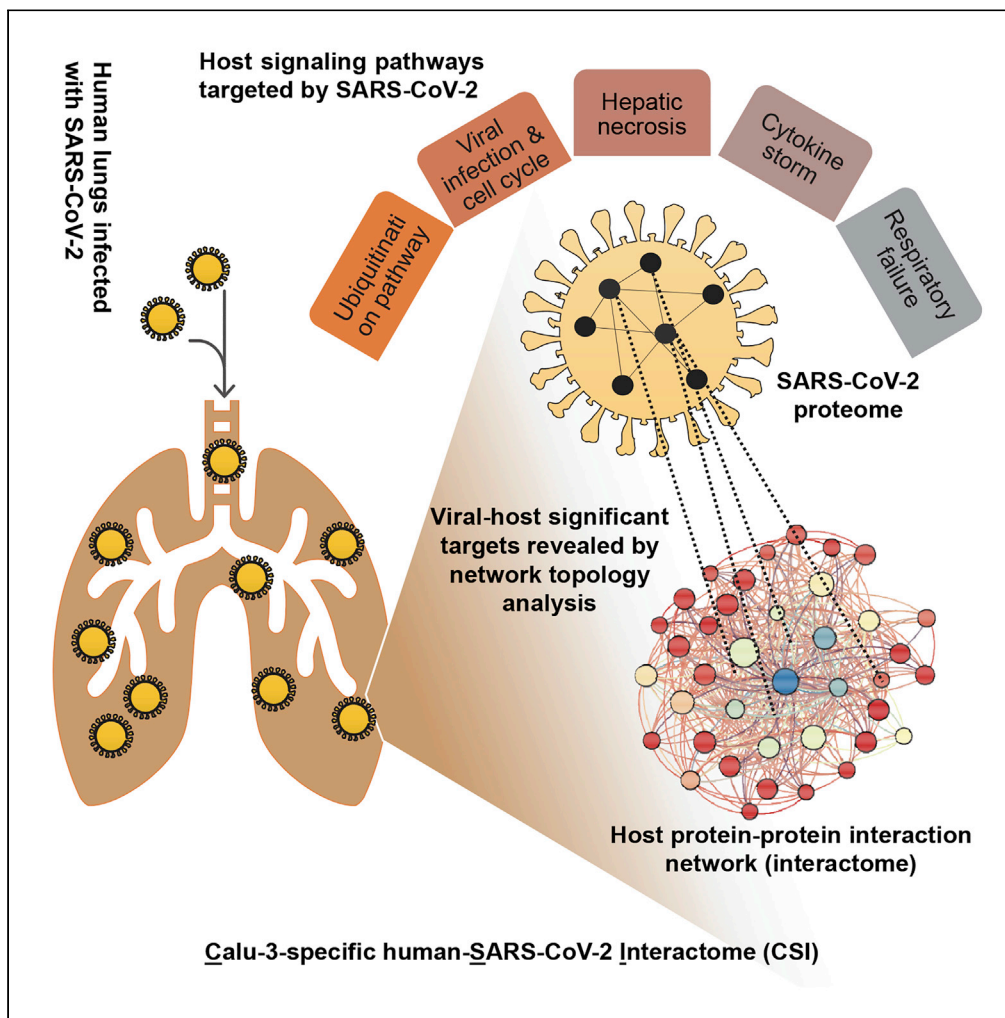 Human lungs infected
with SARS-CoV-2
Host signaling pathways
targeted by SARS-CoV-2
Ubiquitinati
on pathway
Viral
infection &
cell cycle
Hepatic
necrosis
Cytokine
storm
Respiratory
failure
SARS-CoV-2
proteome
Viral-host significant
targets revealed by
network topology
analysis
Host protein-protein interaction
network (interactome)
Calu-3-specific human-SARS-CoV-2 Interactome (CSI)